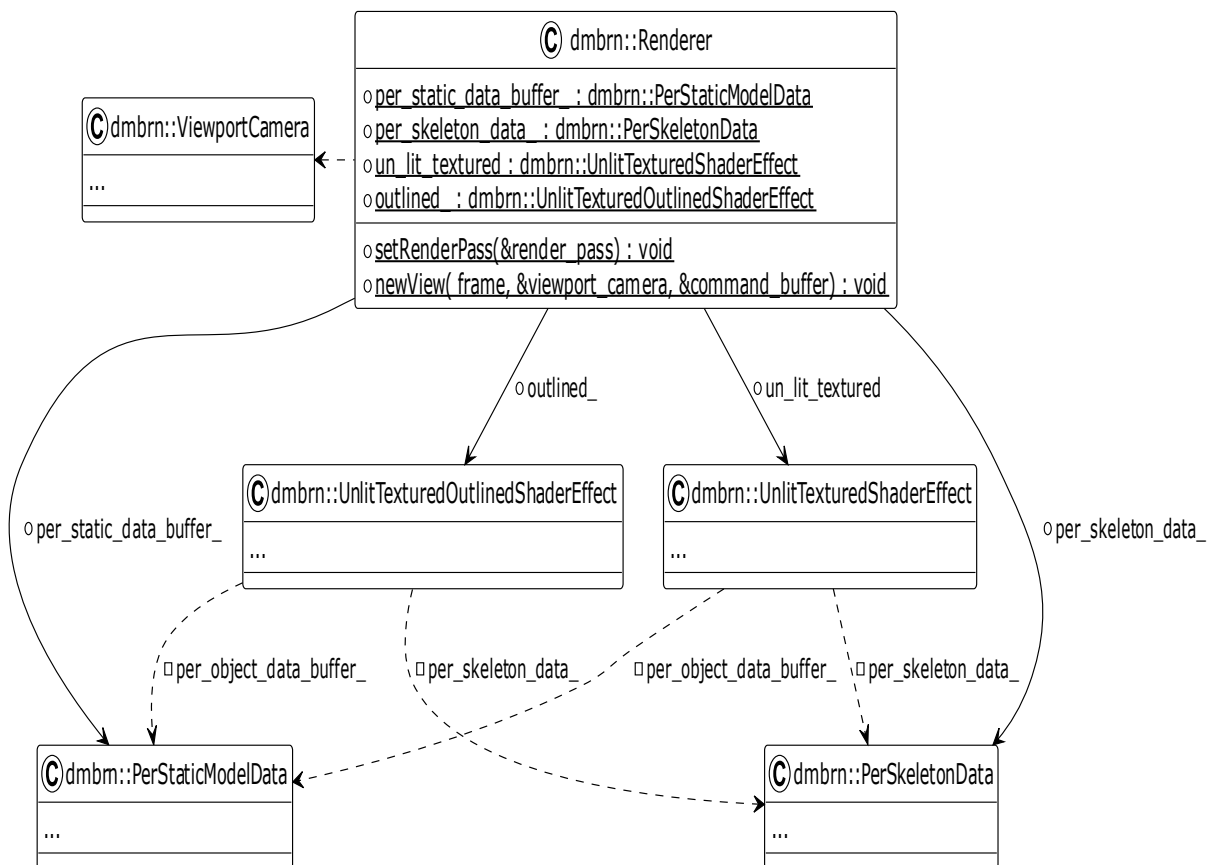 C dmbrn::Renderer
per_static_data_buffer_ : dmbrn::PerStaticModelData
per_skeleton_data_ : dmbrn::PerSkeletonData
un_lit_textured : dmbrn::UnlitTexturedShaderEffect
outlined_ : dmbrn::UnlitTexturedOutlinedShaderEffect
setRenderPass(&render_pass) : void
newView( frame, &viewport_camera, &command_buffer) : void
C dmbrn::ViewportCamera
...
outlined_
un_lit_textured
per_static_data_buffer_
C dmbrn::UnlitTexturedOutlinedShaderEffect
...
C dmbrn::UnlitTexturedShaderEffect
...
per_skeleton_data_
per_object_data_buffer_
per_skeleton_data_
per_object_data_buffer_
per_skeleton_data_
C dmbrn::PerStaticModelData
...
C dmbrn::PerSkeletonData
...